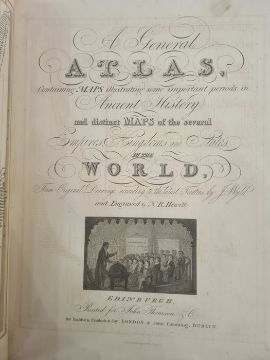 A General
ATLAS,
Containing MAPS illustrating some important periods in
Ancient History
and distinct MAPS of the several
Empires, Kingdoms and States
IN THE
WORLD,
From Original Drawings according to the latest Treaties by J. Wyld
and Engraved by N. R. Hewitt
EDINBURGH,
Printed for John Thomson & Co.
LONDON & John Cumming, DUBLIN.